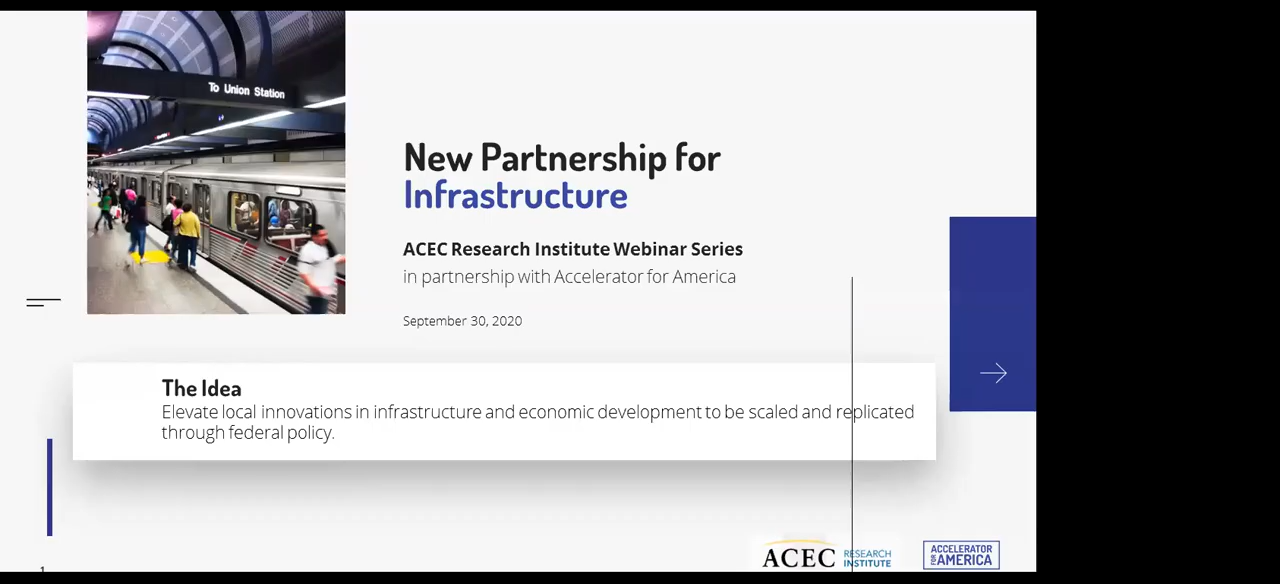 To Union Station
New Partnership for
Infrastructure
ACEC Research Institute Webinar Series
in partnership with Accelerator for America
September 30, 2020
The Idea
Elevate local innovations in infrastructure and economic development to be scaled and replicated
through federal policy.
1
ACEC RESEARCH
INSTITUTE
ACCELERATOR
FOR AMERICA